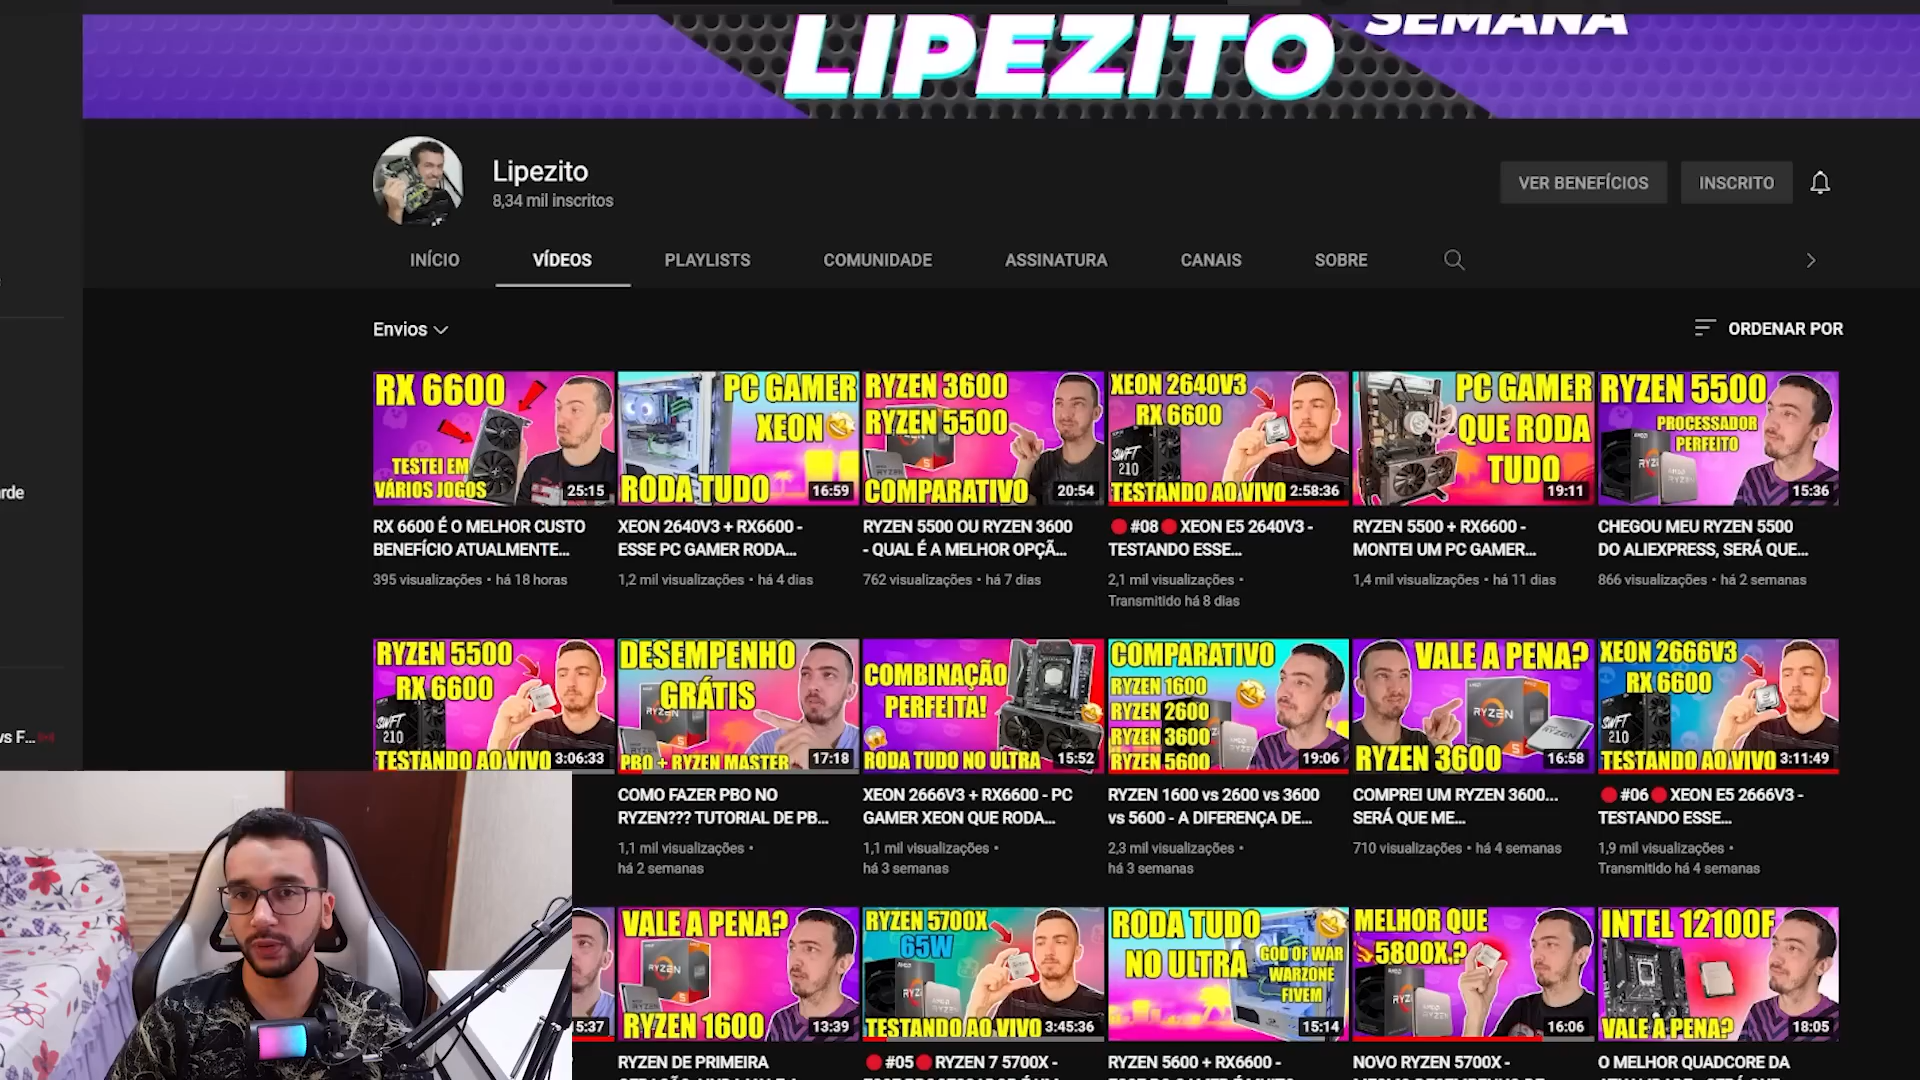 SEMANA
LIPEZITO
Lipezito
8,34 mil inscritos
VER BENEFÍCIOS
INSCRITO
INÍCIO
VÍDEOS
PLAYLISTS
COMUNIDADE
ASSINATURA
CANAIS
SOBRE
Envios
ORDENAR POR
RX 6600
TESTEI EM
VÁRIOS JOGOS
25:15
RX 6600 É O MELHOR CUSTO
BENEFÍCIO ATUALMENTE...
395 visualizações • há 18 horas
PC GAMER
XEON
RODA TUDO
16:59
XEON 2640V3 + RX6600 -
ESSE PC GAMER RODA...
1,2 mil visualizações • há 4 dias
RYZEN 3600
RYZEN 5500
COMPARATIVO
20:54
RYZEN 5500 OU RYZEN 3600
- QUAL É A MELHOR OPÇÃ...
762 visualizações • há 7 dias
XEON 2640V3
RX 6600
SWFT
210
TESTANDO AO VIVO
2:58:36
#08 XEON E5 2640V3 -
TESTANDO ESSE...
2,1 mil visualizações •
Transmitido há 8 dias
PC GAMER
QUE RODA
TUDO
19:11
RYZEN 5500 + RX6600 -
MONTEI UM PC GAMER...
1,4 mil visualizações • há 11 dias
RYZEN 5500
PROCESSADOR
PERFEITO
15:36
CHEGOU MEU RYZEN 5500
DO ALIEXPRESS, SERÁ QUE...
866 visualizações • há 2 semanas
arde
RYZEN 5500
RX 6600
SWFT
210
TESTANDO AO VIVO
3:06:33
DESEMPENHO
GRÁTIS
RYZEN
PBO + RYZEN MASTER
17:18
COMO FAZER PBO NO
RYZEN??? TUTORIAL DE PB...
1,1 mil visualizações •
há 2 semanas
COMBINAÇÃO
PERFEITA!
RODA TUDO NO ULTRA
15:52
XEON 2666V3 + RX6600 - PC
GAMER XEON QUE RODA...
1,1 mil visualizações •
há 3 semanas
COMPARATIVO
RYZEN 1600
RYZEN 2600
RYZEN 3600
RYZEN 5600
19:06
RYZEN 1600 vs 2600 vs 3600
vs 5600 - A DIFERENÇA DE...
2,3 mil visualizações •
há 3 semanas
VALE A PENA?
RYZEN
RYZEN 3600
16:58
COMPREI UM RYZEN 3600...
SERÁ QUE ME...
710 visualizações • há 4 semanas
XEON 2666V3
RX 6600
SWFT
210
TESTANDO AO VIVO
3:11:49
#06 XEON E5 2666V3 -
TESTANDO ESSE...
1,9 mil visualizações •
Transmitido há 4 semanas
vs F...
5:37
VALE A PENA?
RYZEN
RYZEN 1600
13:39
RYZEN DE PRIMEIRA
RYZEN 5700X
65W
TESTANDO AO VIVO
3:45:36
#05 RYZEN 7 5700X -
RODA TUDO
NO ULTRA
GOD OF WAR
WARZONE
FIVEM
15:14
RYZEN 5600 + RX6600 -
MELHOR QUE
5800X?
16:06
NOVO RYZEN 5700X -
INTEL 12100F
VALE A PENA?
18:05
O MELHOR QUADCORE DA